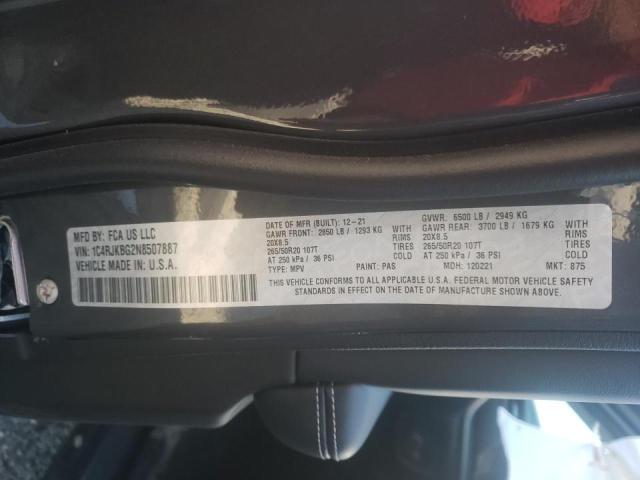 MFD BY: FCA US LLC
VIN: 1C4RJKBG2N8507887
VEHICLE MADE IN U.S.A.
DATE OF MFR (BUILT): 12-21 GVWR: 6500 LB / 2949 KG
GAWR FRONT: 2850 LB / 1293 KG WITH GAWR REAR: 3700 LB / 1679 KG WITH
20X8.5 RIMS 20X8.5 RIMS
265/50R20 107T TIRES 265/50R20 107T TIRES
AT 250 kPa / 36 PSI COLD AT 250 kPa / 36 PSI COLD
TYPE: MPV PAINT: PAS MDH: 120221 MKT: 875
THIS VEHICLE CONFORMS TO ALL APPLICABLE U.S.A. FEDERAL MOTOR VEHICLE SAFETY
STANDARDS IN EFFECT ON THE DATE OF MANUFACTURE SHOWN ABOVE.